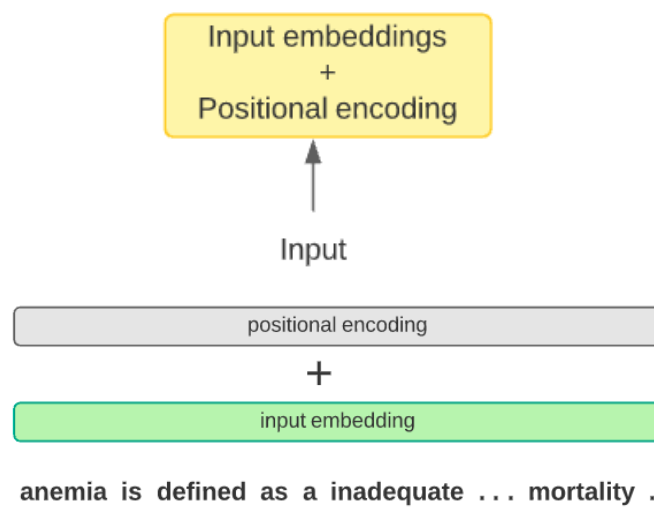 Input embeddings
+
Positional encoding
Input
positional encoding
+
input embedding
anemia is defined as a inadequate ... mortality .